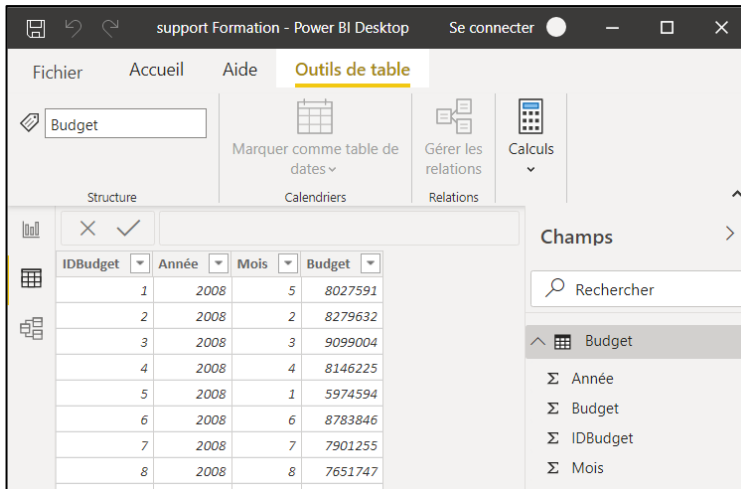 support Formation - Power BI Desktop Se connecter
Fichier Accueil Aide Outils de table
Budget
Marquer comme table de
dates
Gérer les
relations
Calculs
Structure Calendriers Relations
Champs
Rechercher
IDBudget Année Mois Budget
1 2008 5 8027591
2 2008 2 8279632
3 2008 3 9099004
4 2008 4 8146225
5 2008 1 5974594
6 2008 6 8783846
7 2008 7 7901255
8 2008 8 7651747
Budget
Σ Année
Σ Budget
Σ IDBudget
Σ Mois